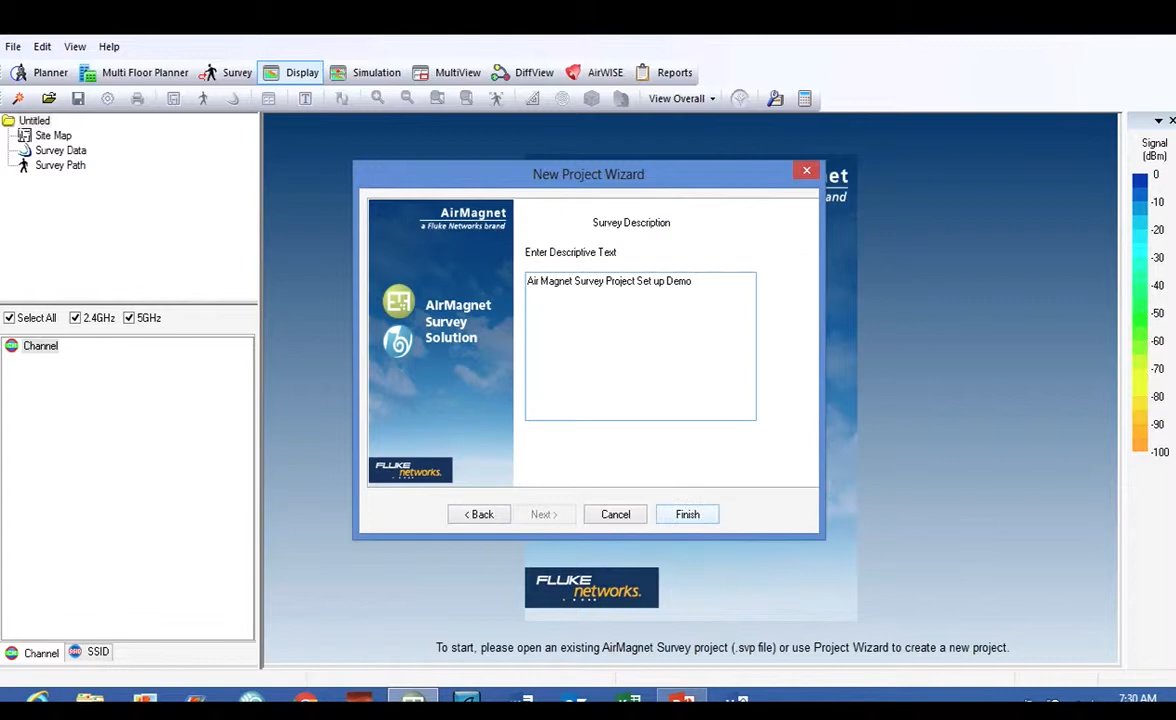 File Edit View Help
Planner Multi Floor Planner Survey Display Simulation MultiView DiffView AirWISE Reports
View Overall
Untitled
Site Map
Survey Data
Survey Path
Select All 2.4GHz 5GHz
Channel
Channel SSID
New Project Wizard
AirMagnet
a Fluke Networks brand
AirMagnet
Survey
Solution
FLUKE
networks.
Survey Description
Enter Descriptive Text
Air Magnet Survey Project Set up Demo
< Back Next > Cancel Finish
et
and
FLUKE
networks.
To start, please open an existing AirMagnet Survey project (.svp file) or use Project Wizard to create a new project.
Signal
(dBm)
0
-10
-20
-30
-40
-50
-60
-70
-80
-90
-100
7:30 AM